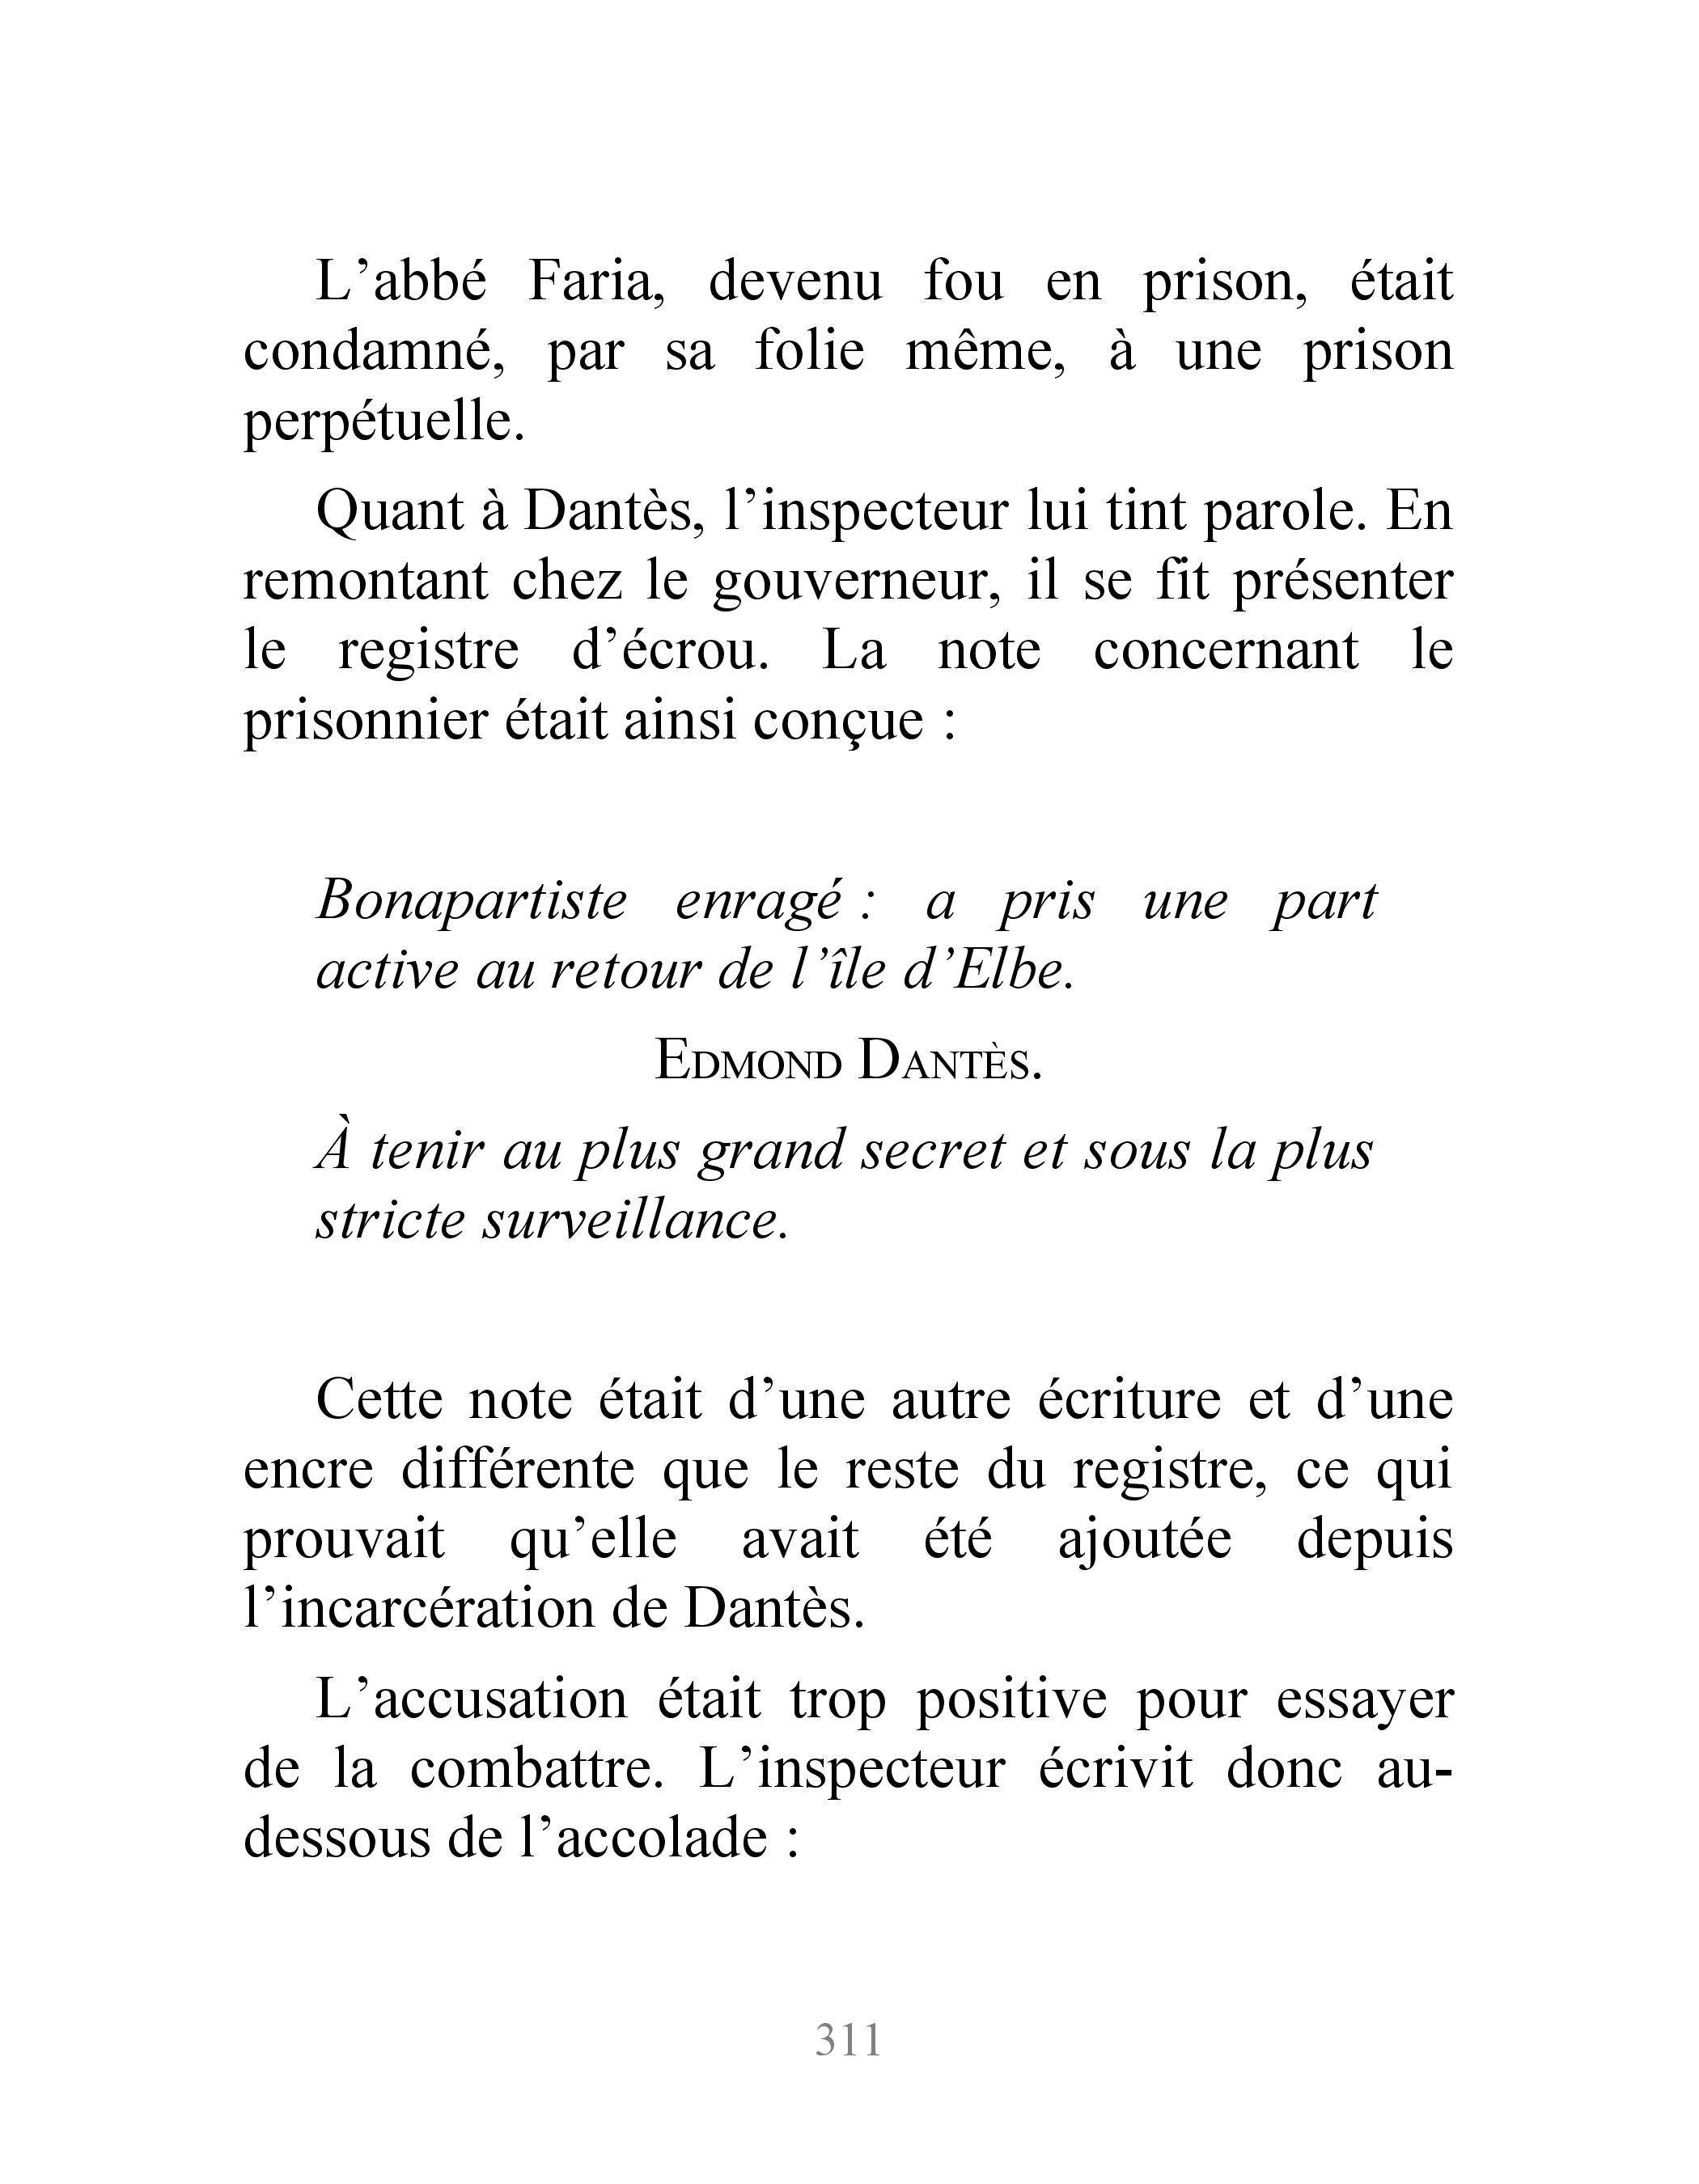 L’abbé Faria, devenu fou en prison, était
condamné, par sa folie même, à une prison
perpétuelle.
Quant à Dantès, l’inspecteur lui tint parole. En
remontant chez le gouverneur, il se fit présenter
le registre d’écrou. La note concernant le
prisonnier était ainsi conçue :
Bonapartiste enragé : a pris une part
active au retour de l’île d’Elbe.
EDMOND DANTÈS.
À tenir au plus grand secret et sous la plus
stricte surveillance.
Cette note était d’une autre écriture et d’une
encre différente que le reste du registre, ce qui
prouvait qu’elle avait été ajoutée depuis
l’incarcération de Dantès.
L’accusation était trop positive pour essayer
de la combattre. L’inspecteur écrivit donc au-
dessous de l’accolade :
311